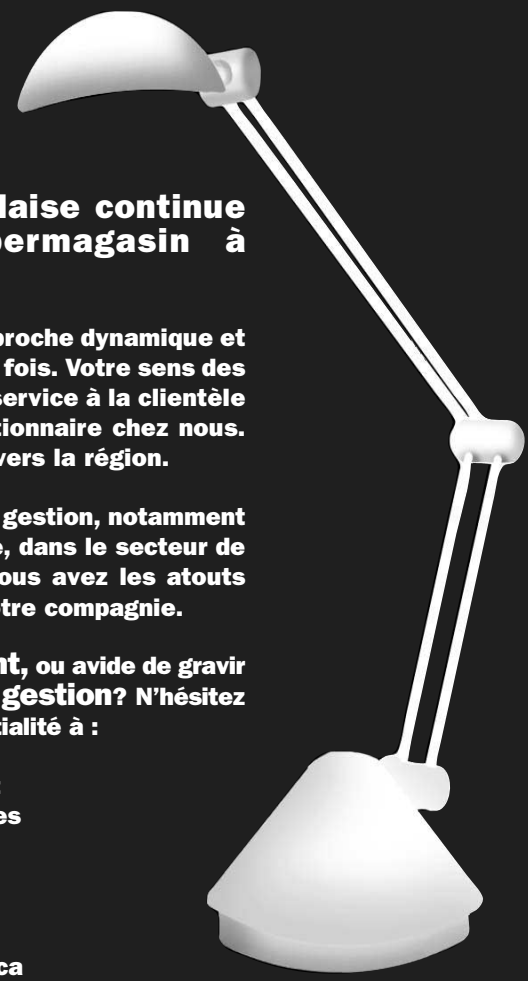 laise continue
permagasin à
proche dynamique et
fois. Votre sens des
service à la clientèle
tionnaire chez nous.
vers la région.
gestion, notamment
e, dans le secteur de
ous avez les atouts
otre compagnie.
nt, ou avide de gravir
gestion? N’hésitez
tialité à :
:
es
ca